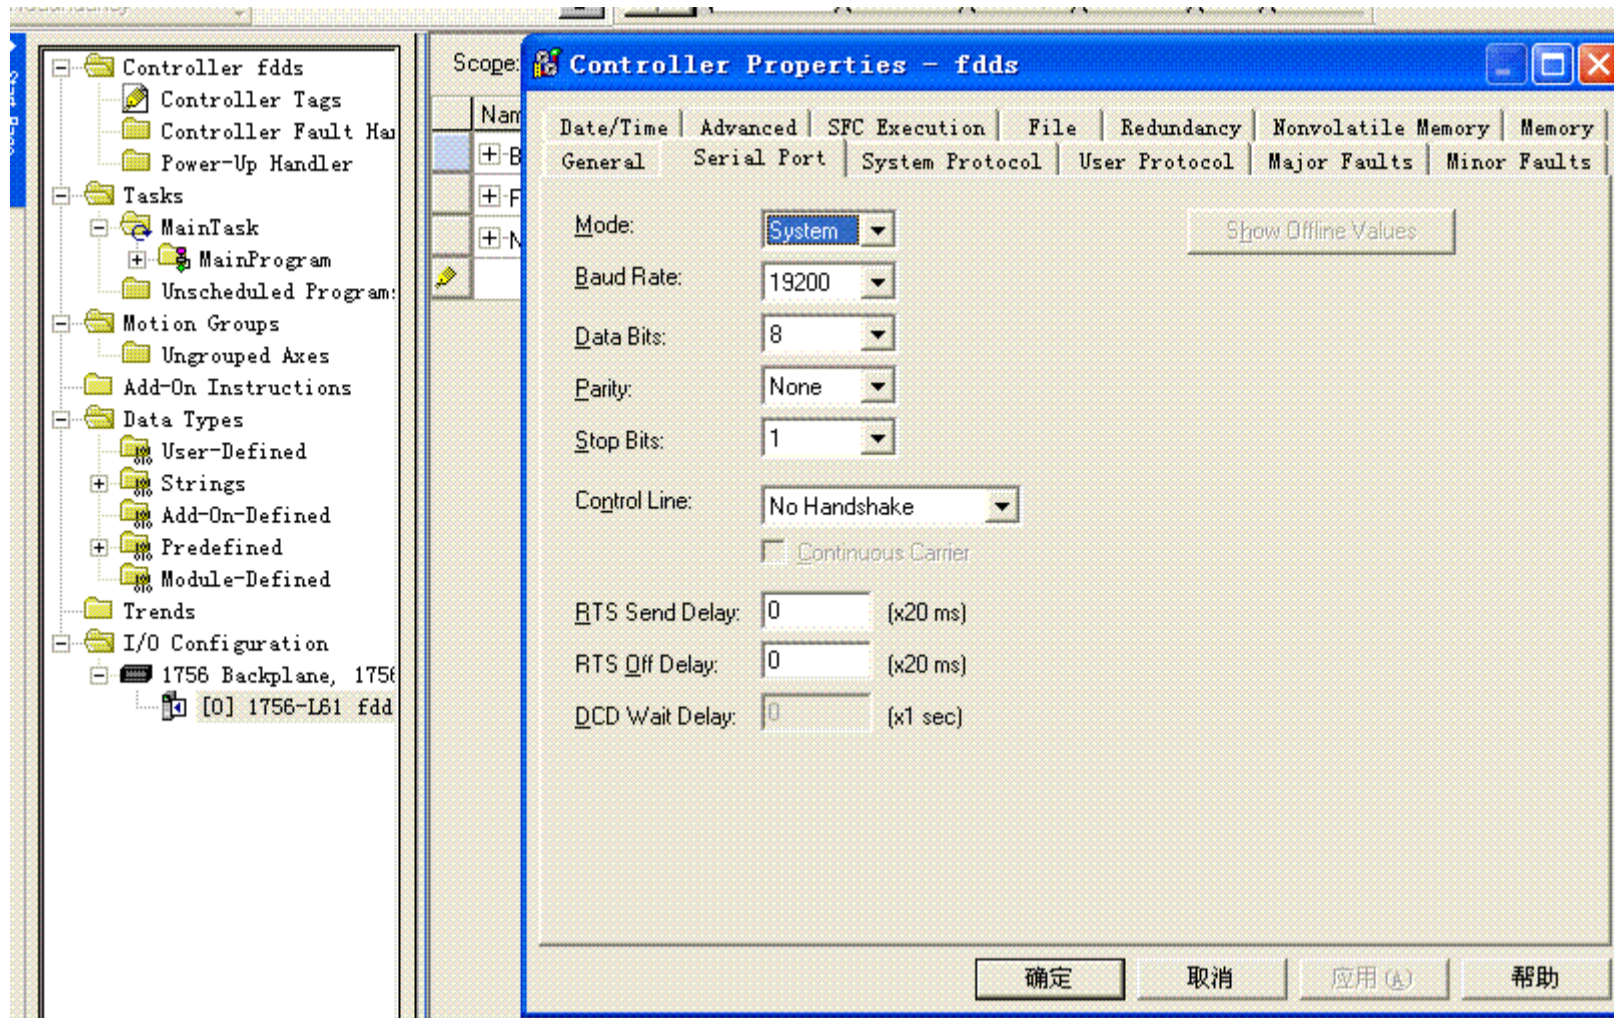 Redundancy
Controller fdds
Controller Tags
Controller Fault Ha
Power-Up Handler
Tasks
MainTask
MainProgram
Unscheduled Program
Motion Groups
Ungrouped Axes
Add-On Instructions
Data Types
User-Defined
Strings
Add-On-Defined
Predefined
Module-Defined
Trends
I/O Configuration
1756 Backplane, 1756
[0] 1756-L61 fdd
Start Page
Scope:
Nam
B
F
N
Controller Properties - fdds
Date/Time Advanced SFC Execution File Redundancy Nonvolatile Memory Memory
General Serial Port System Protocol User Protocol Major Faults Minor Faults
Mode: System Show Offline Values
Baud Rate: 19200
Data Bits: 8
Parity: None
Stop Bits: 1
Control Line: No Handshake
Continuous Carrier
RTS Send Delay: 0 (x20 ms)
RTS Off Delay: 0 (x20 ms)
DCD Wait Delay: 0 (x1 sec)
确定 取消 应用(A) 帮助